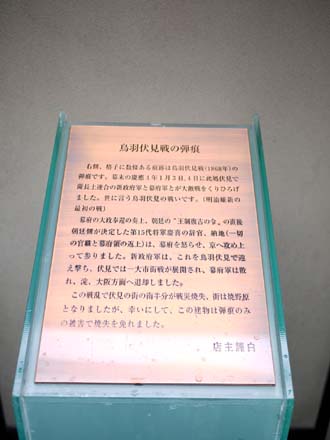 鳥羽伏見戦の弾痕
右側、格子に数條ある痕跡は鳥羽伏見戦(1868年)の
弾痕です。幕末の慶應4年1月3日、4日に此処伏見で
薩長土連合の新政府軍と幕府軍とが大激戦をくりひろげ
ました。世に言う鳥羽伏見の戦いです。(明治維新の
最初の戦)
幕府の大政奉還の奏上、朝廷の"王制復古の令"の直後
朝廷側が決定した第15代将軍慶喜の辞官、納地(一切
の官職と幕府領の返上)は、幕府を怒らせ、京へ攻め上
って参りました。新政府軍は、これを鳥羽伏見で迎
え撃ち、伏見では一大市街戦が展開され、幕府軍は敗
れ、淀、大阪方面へ退却しました。
この戦乱で伏見の街の南半分が戦災焼失、街は焼野原
となりましたが、幸いにして、この建物は弾痕のみ
の被害で焼失を免れました。
店主謹白